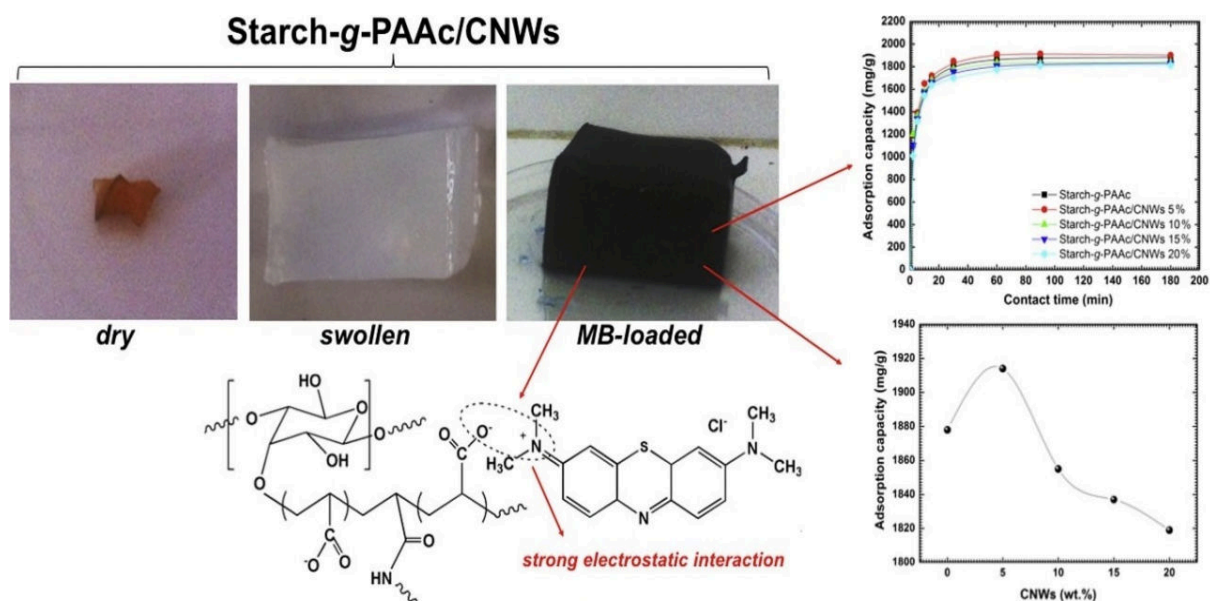 Starch-g-PAAc/CNWs
dry
swollen
MB-loaded
HO
O
O
O
OH
O
O
-O
O
O
O-
O
HN
+
CH3
N
H3C
S
N
Cl-
CH3
N
CH3
strong electrostatic interaction
Adsorption capacity (mg/g)
2200
2000
1800
1600
1400
1200
1000
800
600
400
200
0
Starch-g-PAAc
Starch-g-PAAc/CNWs 5%
Starch-g-PAAc/CNWs 10%
Starch-g-PAAc/CNWs 15%
Starch-g-PAAc/CNWs 20%
0 20 40 60 80 100 120 140 160 180 200
Contact time (min)
Adsorption capacity (mg/g)
1940
1920
1900
1880
1860
1840
1820
1800
0 5 10 15 20
CNWs (wt.%)